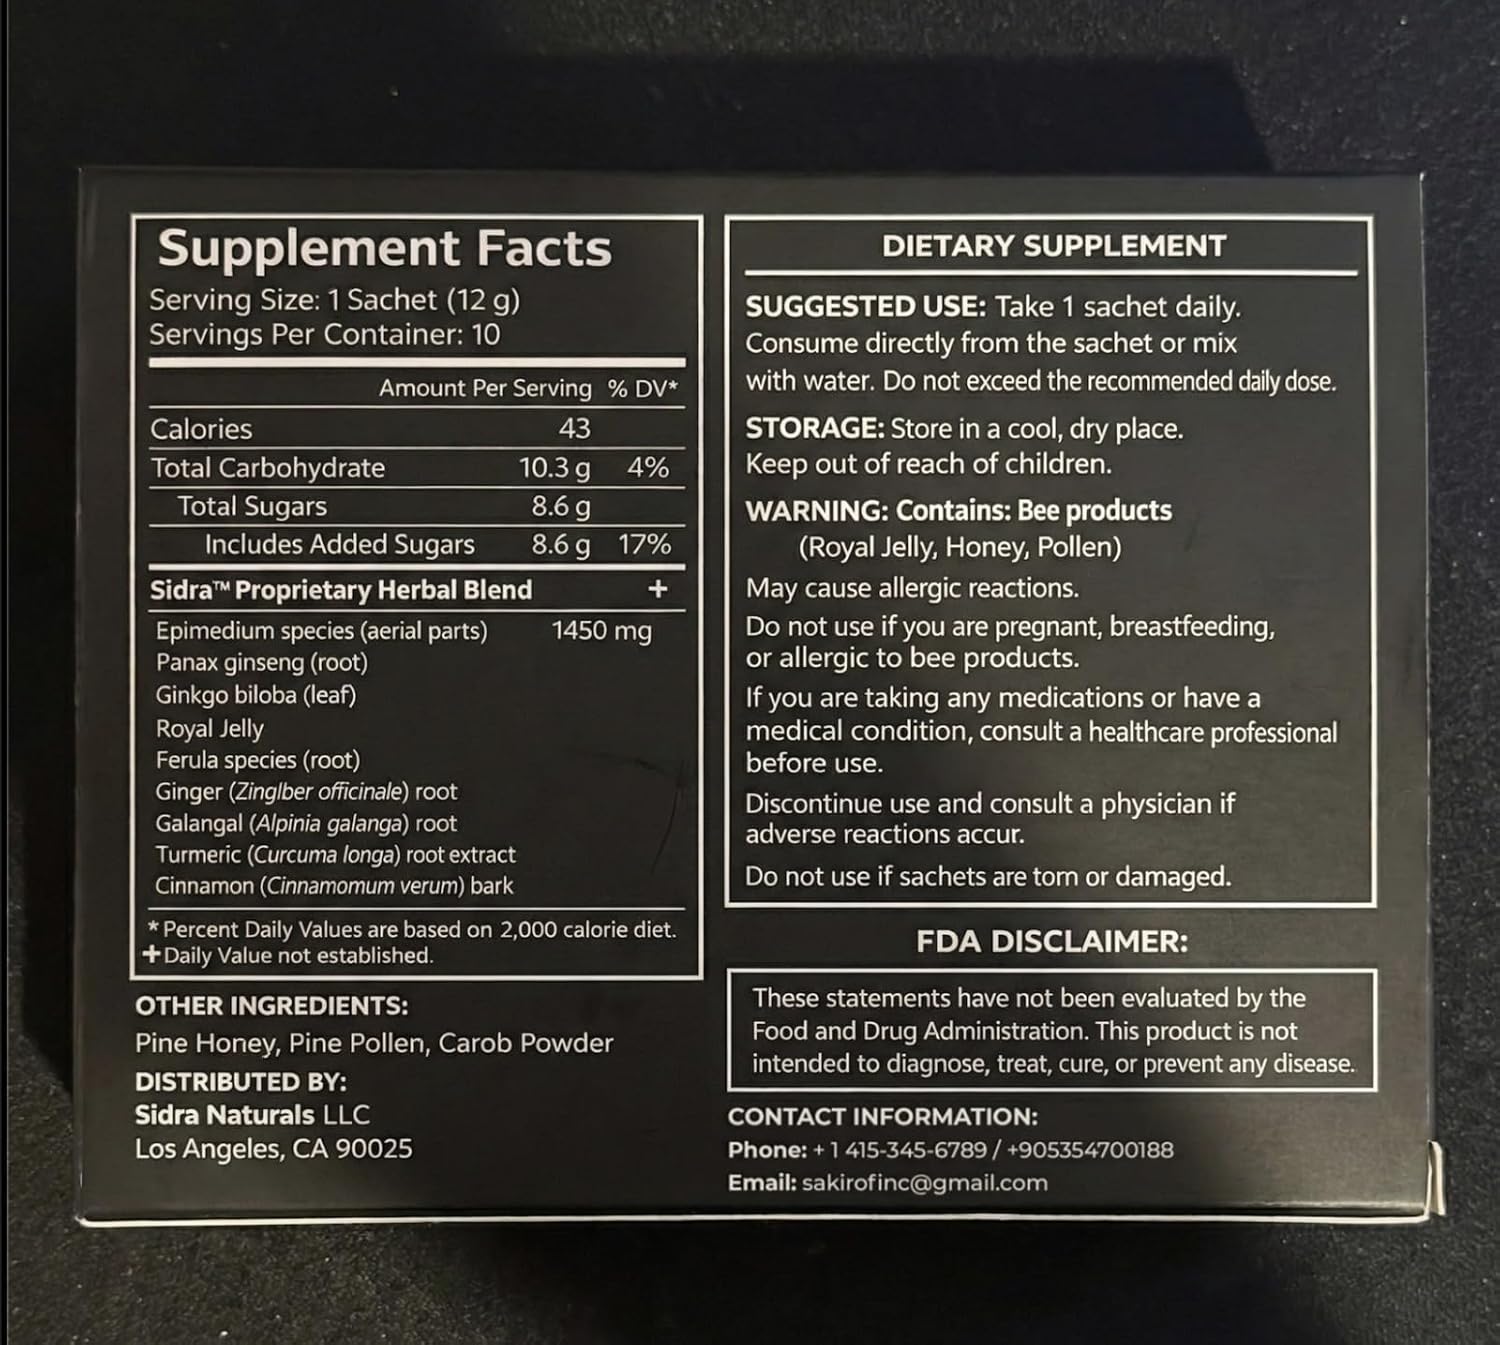 Supplement Facts
Serving Size: 1 Sachet (12 g)
Servings Per Container: 10
Amount Per Serving % DV*
Calories 43
Total Carbohydrate 10.3 g 4%
Total Sugars 8.6 g
Includes Added Sugars 8.6 g 17%
Sidra™ Proprietary Herbal Blend +
Epimedium species (aerial parts) 1450 mg
Panax ginseng (root)
Ginkgo biloba (leaf)
Royal Jelly
Ferula species (root)
Ginger (Zinglber officinale) root
Galangal (Alpinia galanga) root
Turmeric (Curcuma longa) root extract
Cinnamon (Cinnamomum verum) bark
* Percent Daily Values are based on 2,000 calorie diet.
+ Daily Value not established.
OTHER INGREDIENTS:
Pine Honey, Pine Pollen, Carob Powder
DISTRIBUTED BY:
Sidra Naturals LLC
Los Angeles, CA 90025
DIETARY SUPPLEMENT
SUGGESTED USE: Take 1 sachet daily.
Consume directly from the sachet or mix
with water. Do not exceed the recommended daily dose.
STORAGE: Store in a cool, dry place.
Keep out of reach of children.
WARNING: Contains: Bee products
(Royal Jelly, Honey, Pollen)
May cause allergic reactions.
Do not use if you are pregnant, breastfeeding,
or allergic to bee products.
If you are taking any medications or have a
medical condition, consult a healthcare professional
before use.
Discontinue use and consult a physician if
adverse reactions accur.
Do not use if sachets are tom or damaged.
FDA DISCLAIMER:
These statements have not been evaluated by the
Food and Drug Administration. This product is not
intended to diagnose, treat, cure, or prevent any disease.
CONTACT INFORMATION:
Phone: + 1 415-345-6789 / +905354700188
Email: sakirofinc@gmail.com